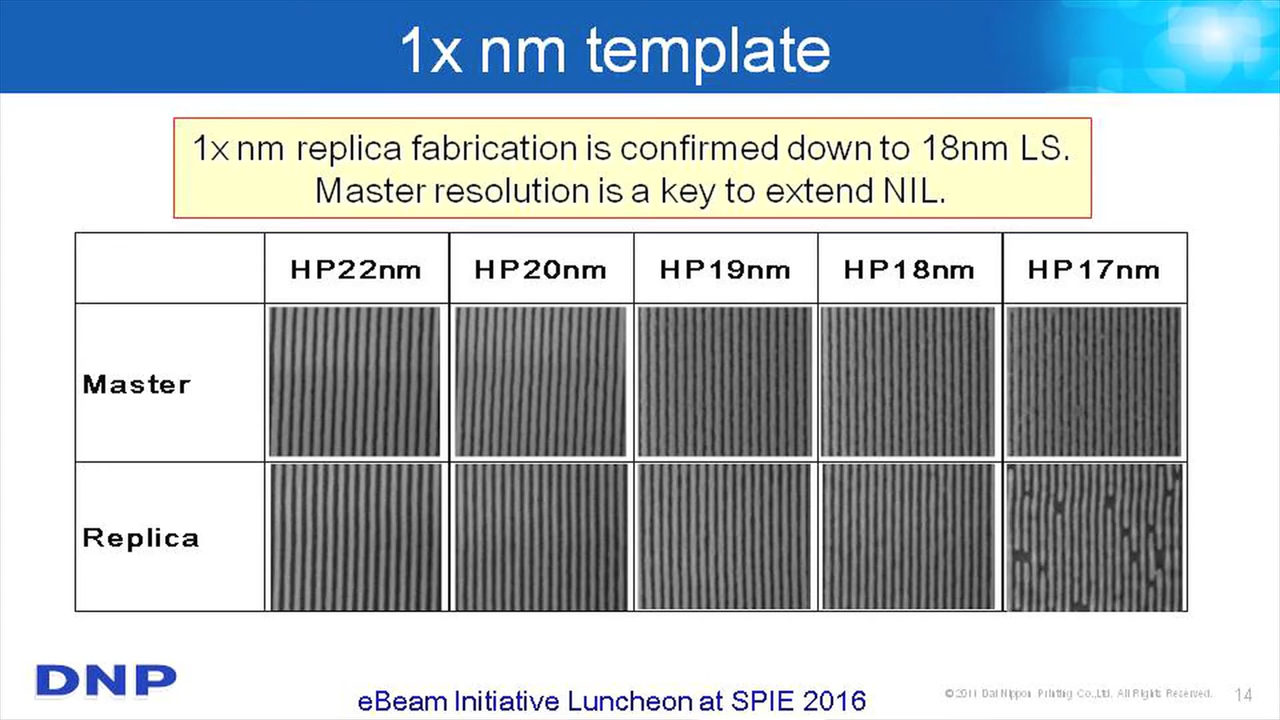 1x nm template
1x nm replica fabrication is confirmed down to 18nm LS.
Master resolution is a key to extend NIL.
HP22nm HP20nm HP19nm HP18nm HP17nm
Master
Replica
DNP
eBeam Initiative Luncheon at SPIE 2016
©2011 Dai Nippon Printing Co.,Ltd. All Rights Reserved.
14